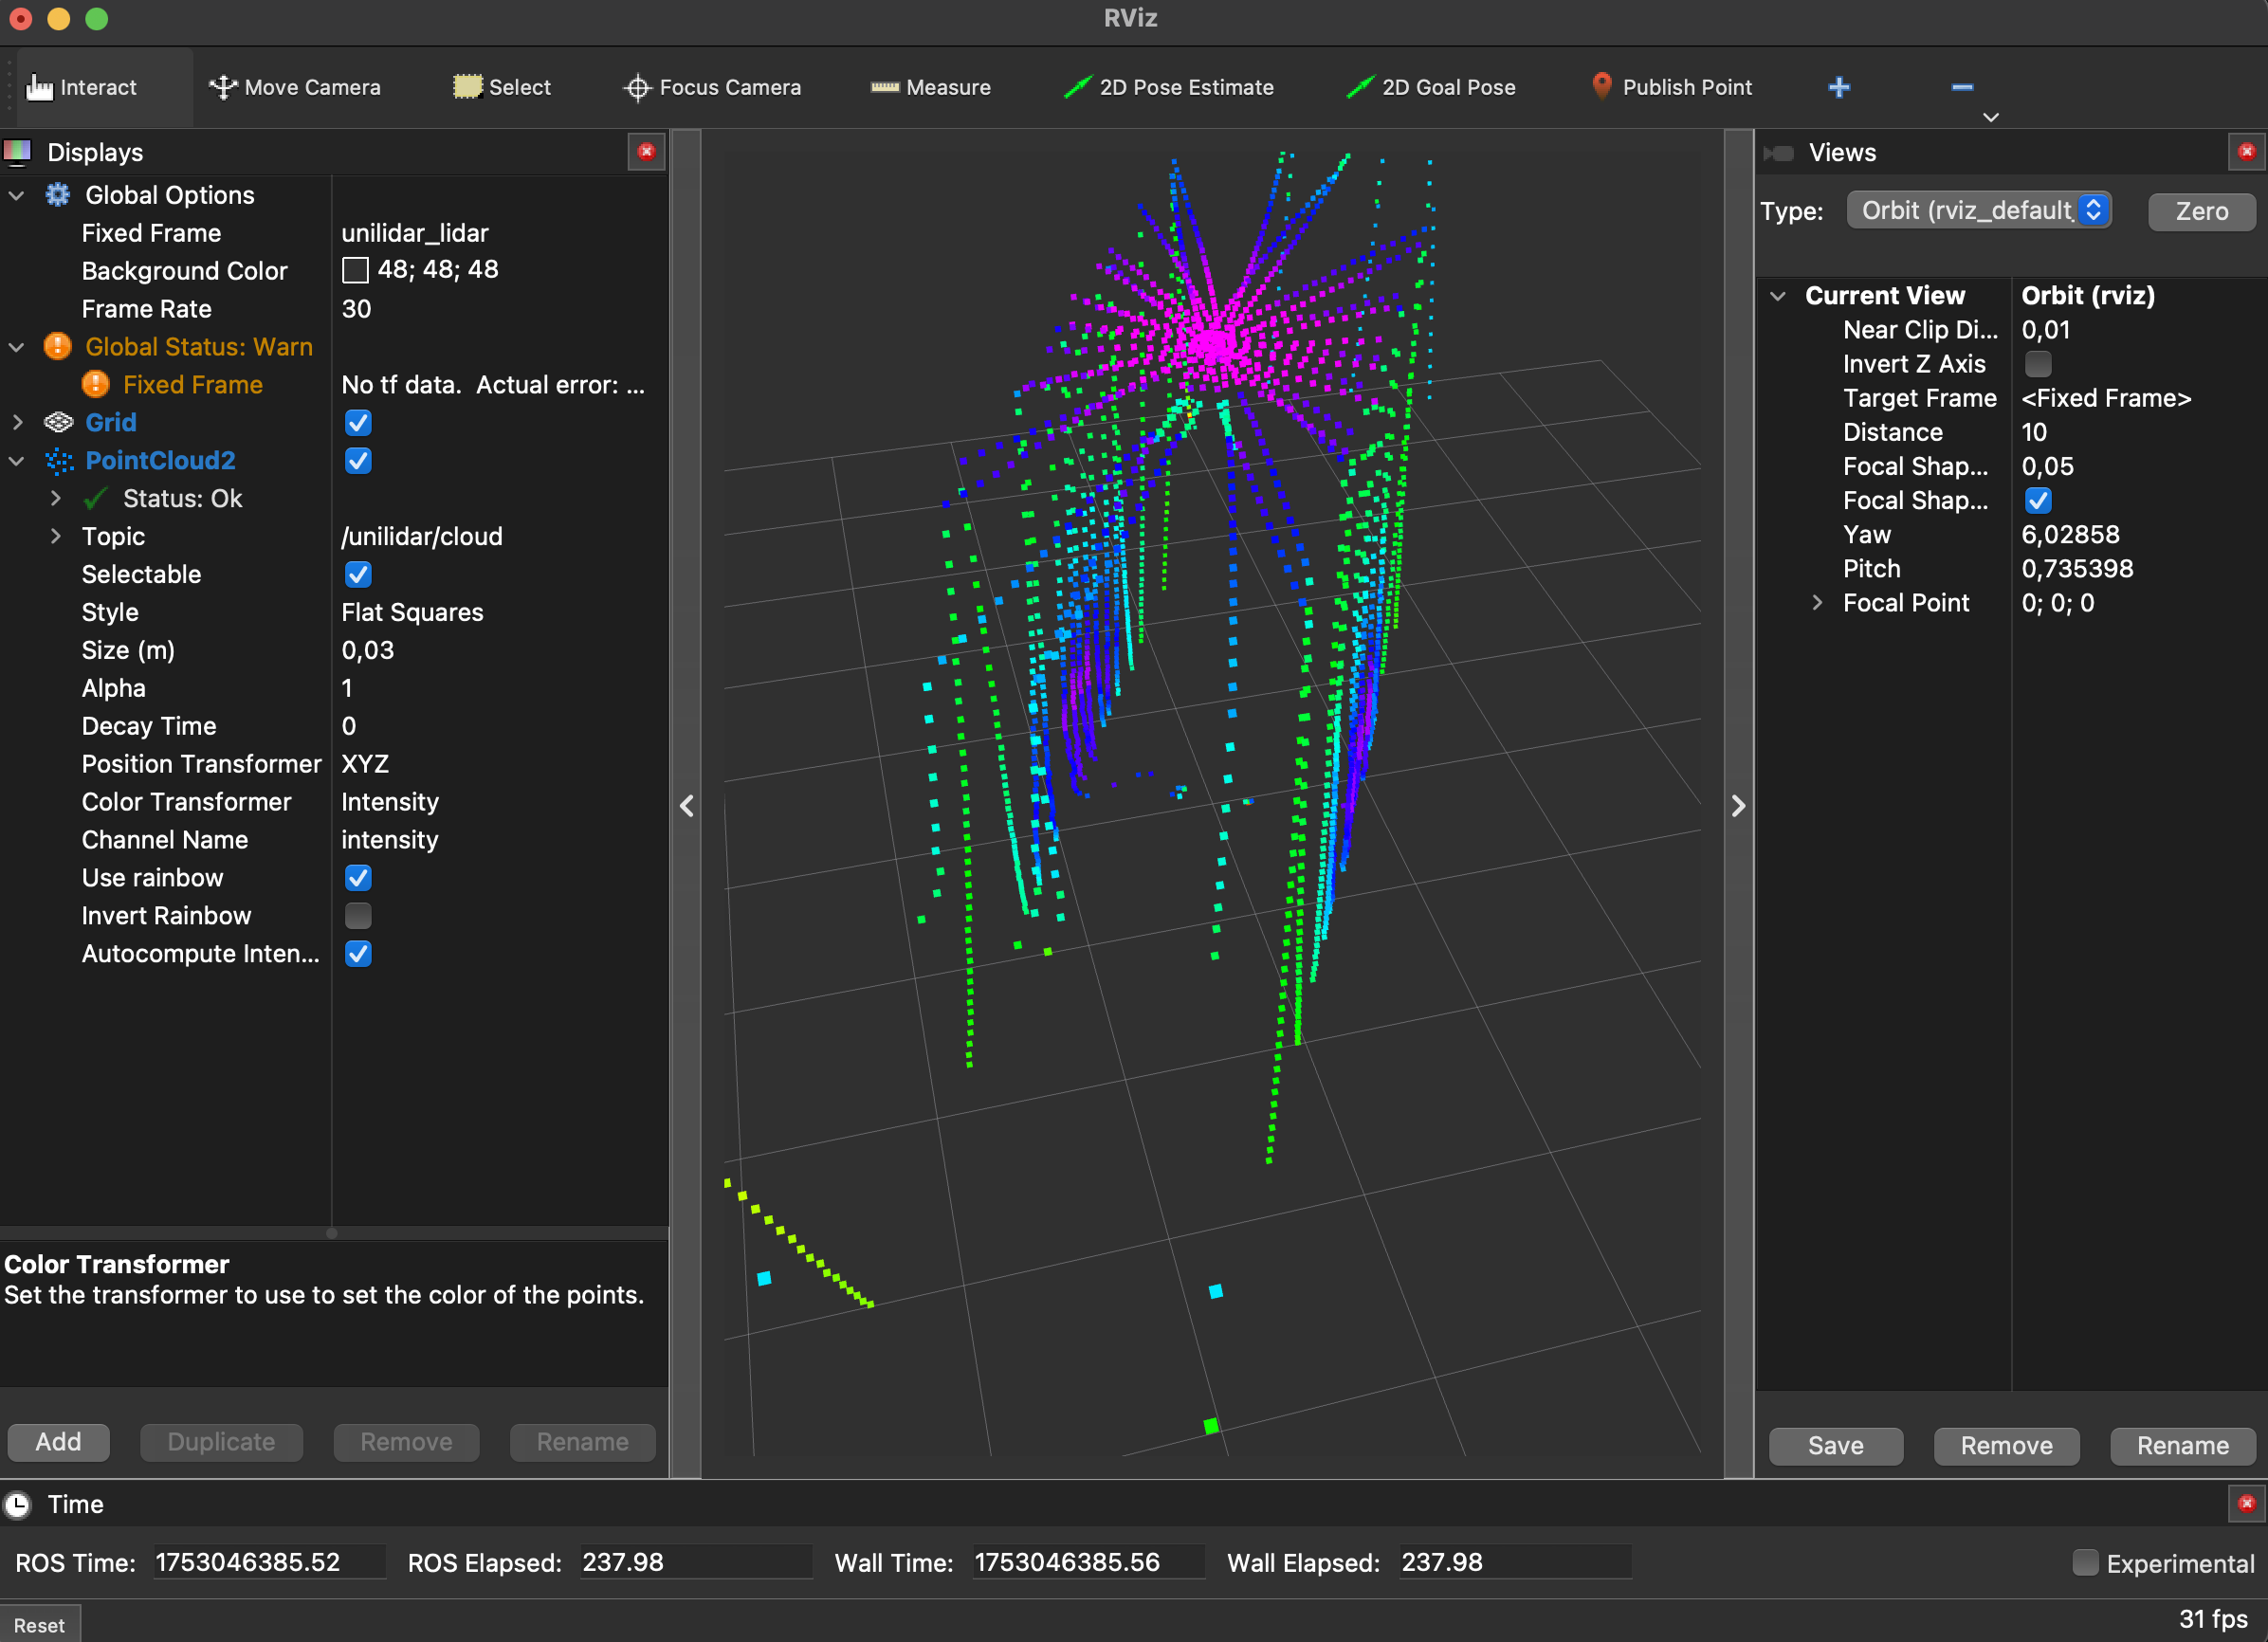 RViz
Interact Move Camera Select Focus Camera Measure 2D Pose Estimate 2D Goal Pose Publish Point
Displays
Global Options
Fixed Frame unilidar_lidar
Background Color 48; 48; 48
Frame Rate 30
Global Status: Warn
Fixed Frame No tf data. Actual error: ...
Grid
PointCloud2
Status: Ok
Topic /unilidar/cloud
Selectable
Style Flat Squares
Size (m) 0,03
Alpha 1
Decay Time 0
Position Transformer XYZ
Color Transformer Intensity
Channel Name intensity
Use rainbow
Invert Rainbow
Autocompute Inten...
Color Transformer
Set the transformer to use to set the color of the points.
Add Duplicate Remove Rename
Views
Type: Orbit (rviz_default_ Zero
Current View Orbit (rviz)
Near Clip Di... 0,01
Invert Z Axis
Target Frame <Fixed Frame>
Distance 10
Focal Shap... 0,05
Focal Shap...
Yaw 6,02858
Pitch 0,735398
Focal Point 0; 0; 0
Save Remove Rename
Time
ROS Time: 1753046385.52 ROS Elapsed: 237.98 Wall Time: 1753046385.56 Wall Elapsed: 237.98 Experimental
Reset 31 fps